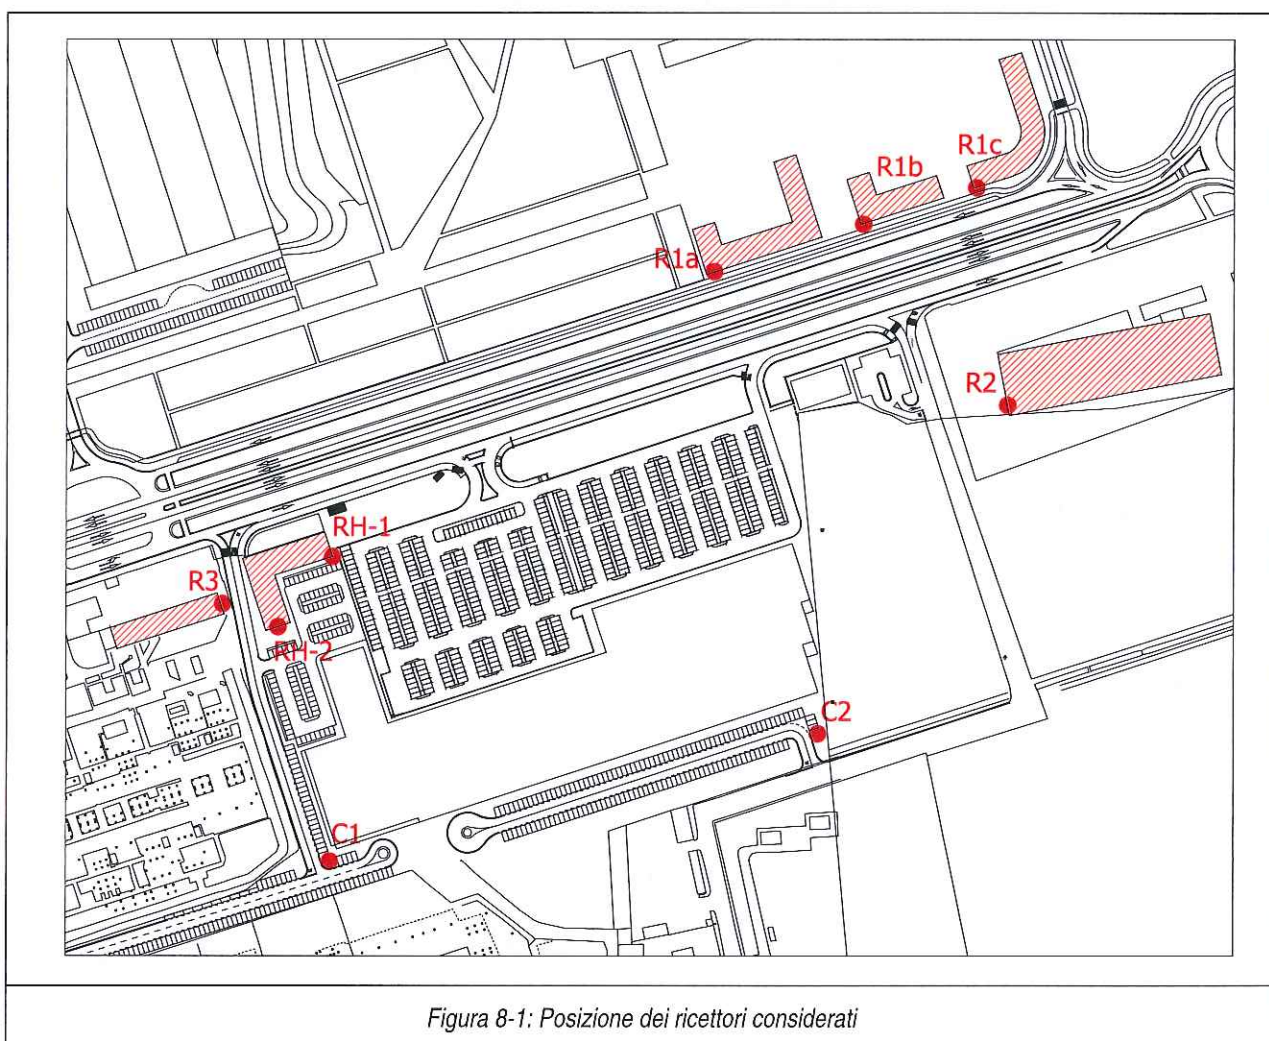 R1c
R1b
R1a
R2
RH-1
R3
RH-2
C2
C1
Figura 8-1: Posizione dei ricettori considerati